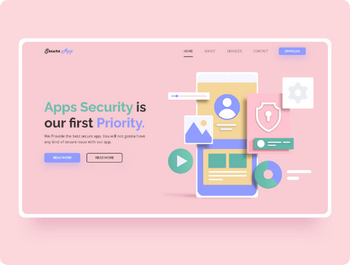 Secure App
HOME ABOUT SERVICES CONTACT DOWNLOAD
Apps Security is
our first Priority.
We Provide the best secure app. You will not gonna have
any kind of secure issue with our app.
READ MORE READ MORE